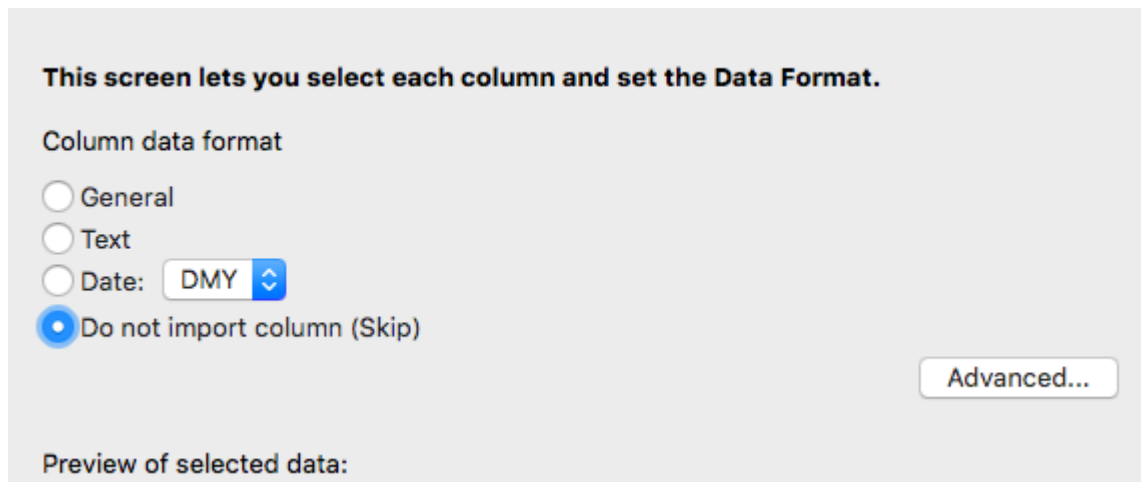 This screen lets you select each column and set the Data Format.
Column data format
General
Text
Date: DMY
Do not import column (Skip)
Advanced...
Preview of selected data: